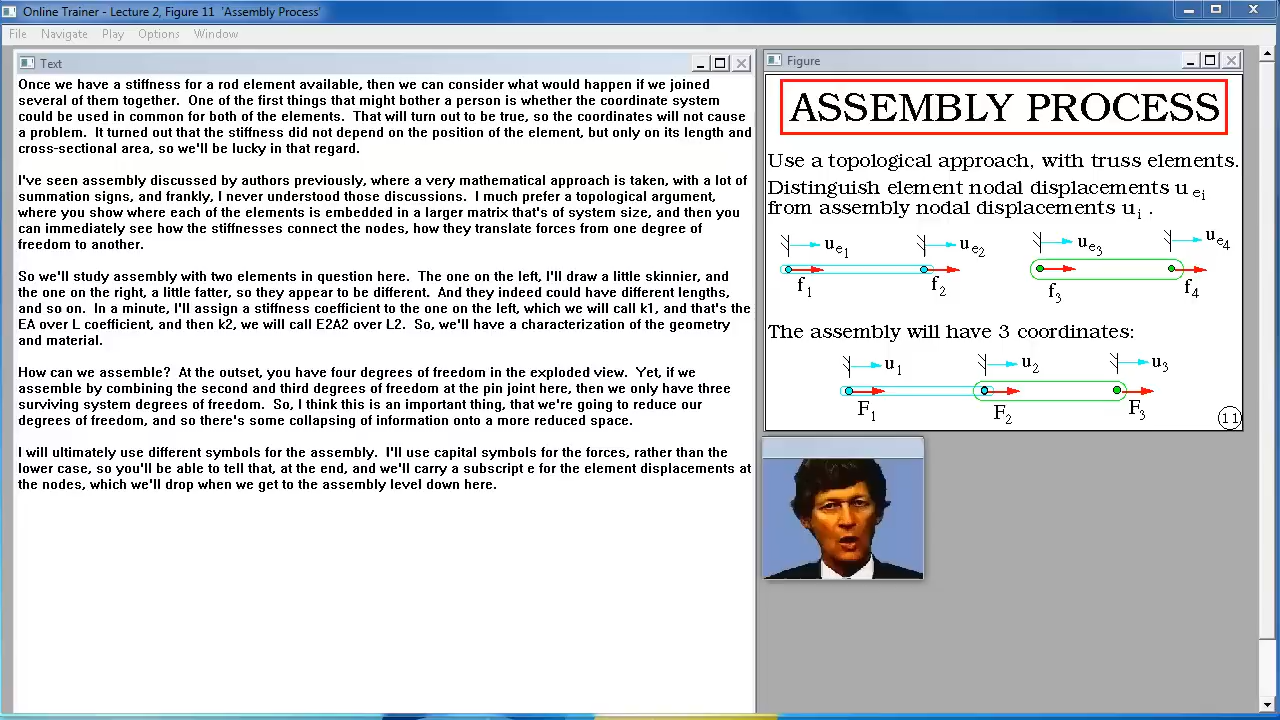 Online Trainer - Lecture 2, Figure 11 'Assembly Process'
File Navigate Play Options Window
Text
Once we have a stiffness for a rod element available, then we can consider what would happen if we joined
several of them together. One of the first things that might bother a person is whether the coordinate system
could be used in common for both of the elements. That will turn out to be true, so the coordinates will not cause
a problem. It turned out that the stiffness did not depend on the position of the element, but only on its length and
cross-sectional area, so we'll be lucky in that regard.
I've seen assembly discussed by authors previously, where a very mathematical approach is taken, with a lot of
summation signs, and frankly, I never understood those discussions. I much prefer a topological argument,
where you show where each of the elements is embedded in a larger matrix that's of system size, and then you
can immediately see how the stiffnesses connect the nodes, how they translate forces from one degree of
freedom to another.
So we'll study assembly with two elements in question here. The one on the left, I'll draw a little skinnier, and
the one on the right, a little fatter, so they appear to be different. And they indeed could have different lengths,
and so on. In a minute, I'll assign a stiffness coefficient to the one on the left, which we will call k1, and that's the
EA over L coefficient, and then k2, we will call E2A2 over L2. So, we'll have a characterization of the geometry
and material.
How can we assemble? At the outset, you have four degrees of freedom in the exploded view. Yet, if we
assemble by combining the second and third degrees of freedom at the pin joint here, then we only have three
surviving system degrees of freedom. So, I think this is an important thing, that we're going to reduce our
degrees of freedom, and so there's some collapsing of information onto a more reduced space.
I will ultimately use different symbols for the assembly. I'll use capital symbols for the forces, rather than the
lower case, so you'll be able to tell that, at the end, and we'll carry a subscript e for the element displacements at
the nodes, which we'll drop when we get to the assembly level down here.
Figure
ASSEMBLY PROCESS
Use a topological approach, with truss elements.
Distinguish element nodal displacements u e i
from assembly nodal displacements u i .
u e1 u e2 u e3 u e4
f1 f2 f3 f4
The assembly will have 3 coordinates:
u1 u2 u3
F1 F2 F3
11